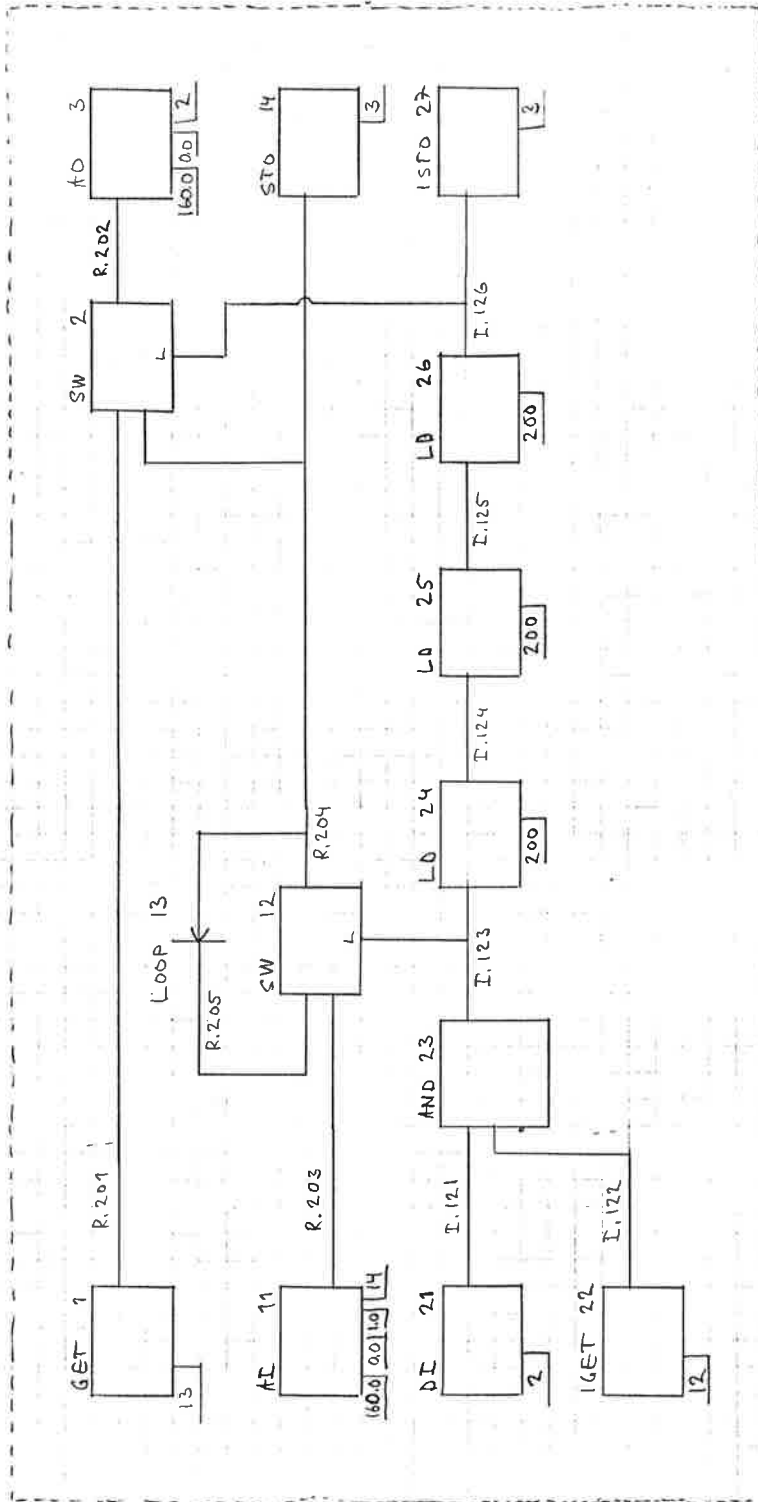 GET 1
13
R.201
SW 2
L
R.202
AO 3
160.0 0.0 2
LOOP 13
R.205
AI 11
160.0 0.0 1.0 14
R.203
SW 12
L
R.204
STO 14
3
DI 21
2
I.121
AND 23
I.123
LD 24
200
I.124
LD 25
200
I.125
LD 26
200
I.126
ISTO 27
3
IGET 22
12
I.122